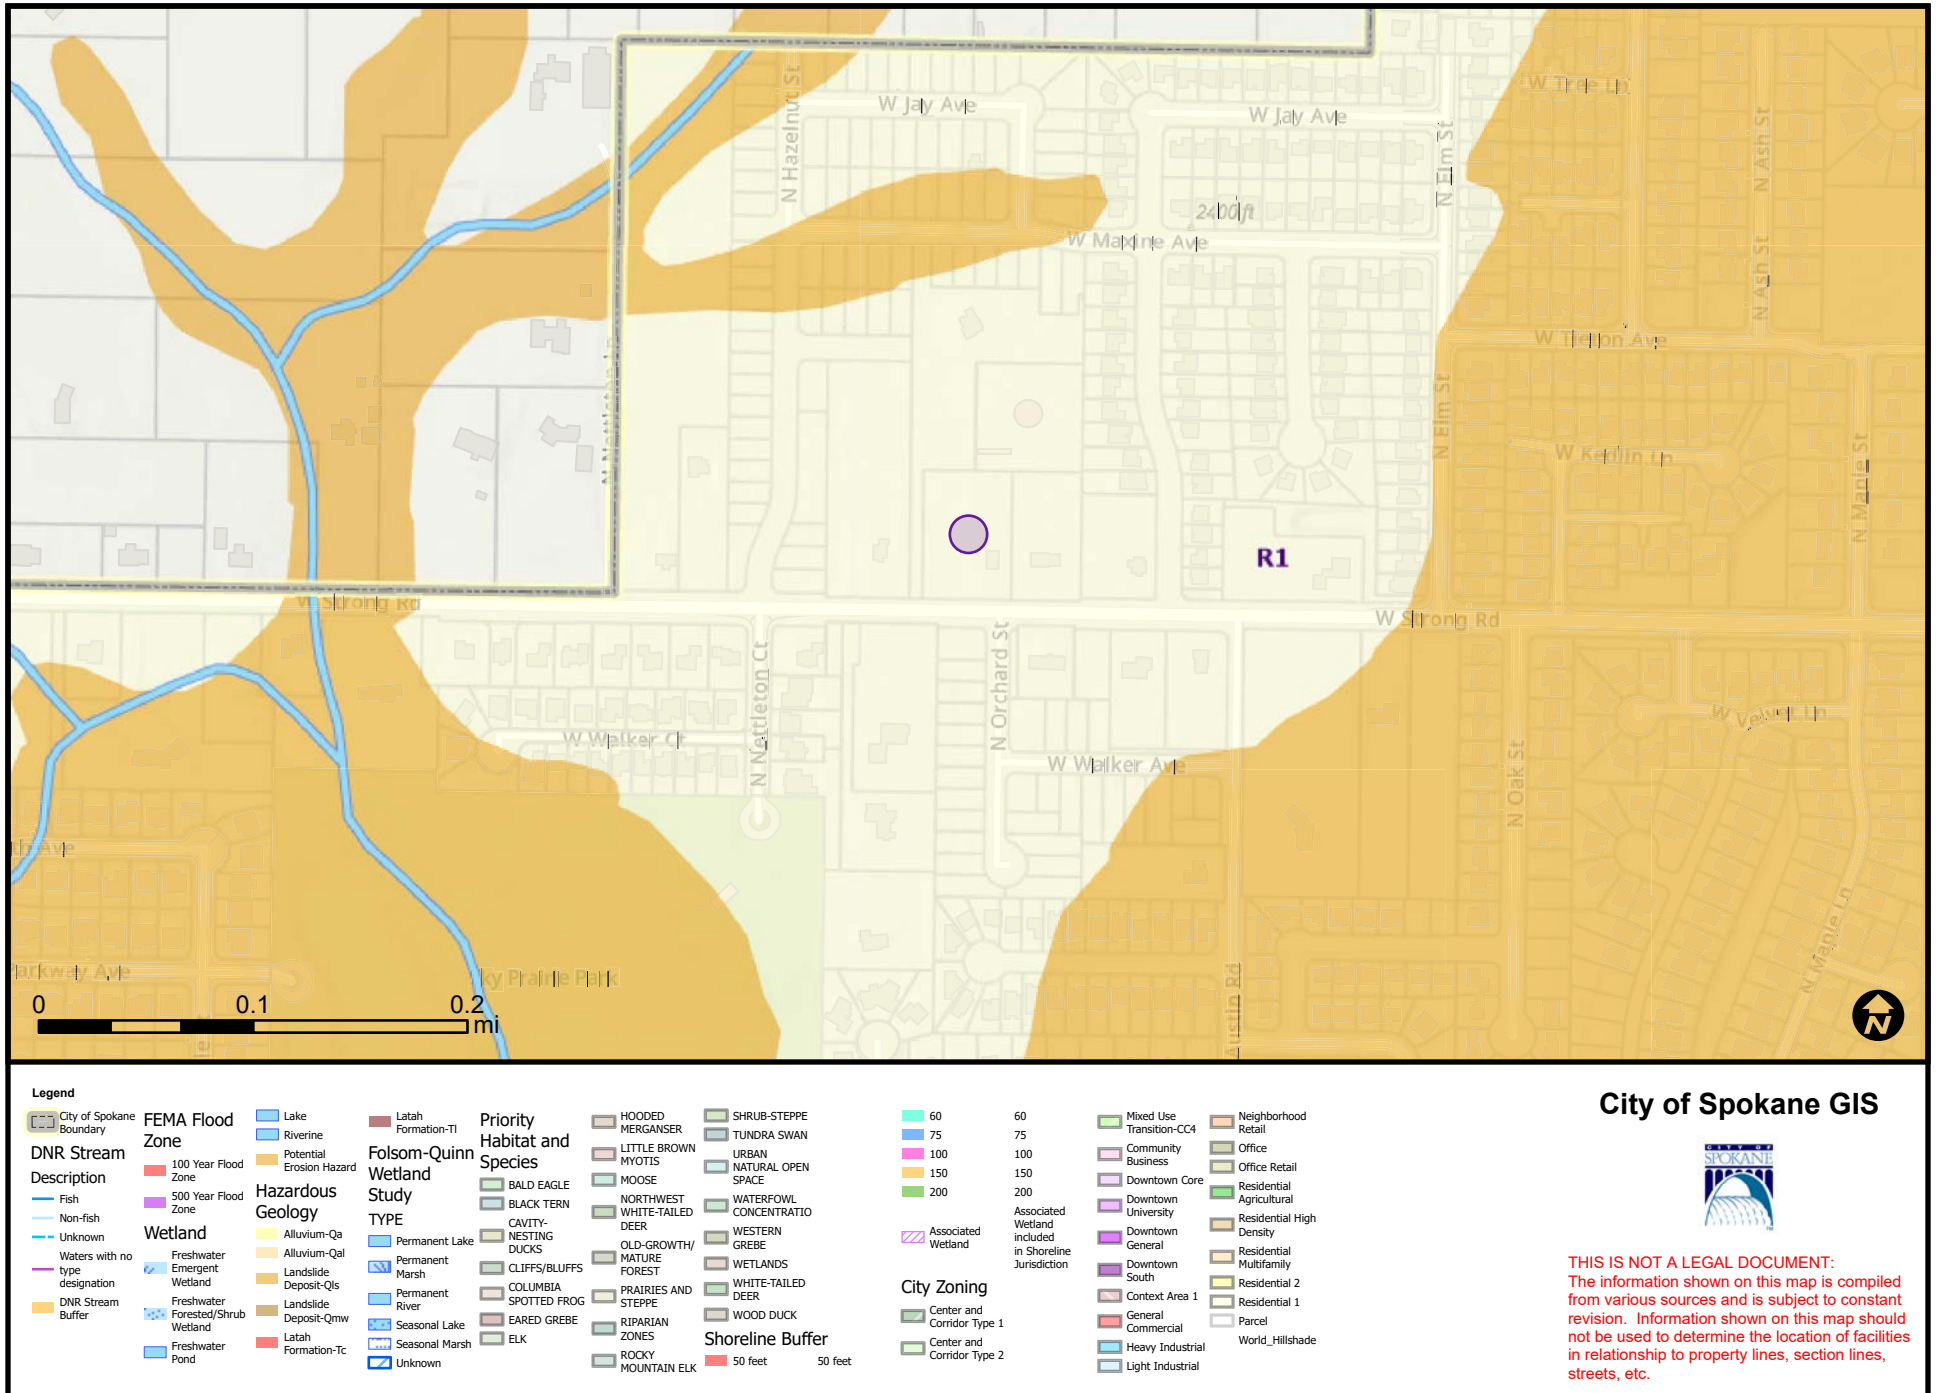 W Tree Ln
N Hazelnut St
W Jay Ave
W Jay Ave
N Elm St
N Ash St
2400 ft
W Maxine Ave
N Ash St
W Tieton Ave
N Elm St
N Nettleton Ln
W Kedlin Ln
N Maple St
R1
W Strong Rd
W Strong Rd
N Nettleton Ct
N Orchard St
W Walker Ct
W Walker Ave
W Velvet Ln
N Oak St
th Ave
arkway Ave
ky Prairie Park
N Maple Ln
Austin Rd
0 0.1 0.2
mi
N
Legend
City of Spokane
Boundary
DNR Stream
Description
Fish
Non-fish
Unknown
Waters with no
type
designation
DNR Stream
Buffer
FEMA Flood
Zone
100 Year Flood
Zone
500 Year Flood
Zone
Wetland
Freshwater
Emergent
Wetland
Freshwater
Forested/Shrub
Wetland
Freshwater
Pond
Lake
Riverine
Potential
Erosion Hazard
Hazardous
Geology
Alluvium-Qa
Alluvium-Qal
Landslide
Deposit-Qls
Landslide
Deposit-Qmw
Latah
Formation-Tc
Latah
Formation-Tl
Folsom-Quinn
Wetland
Study
TYPE
Permanent Lake
Permanent
Marsh
Permanent
River
Seasonal Lake
Seasonal Marsh
Unknown
Priority
Habitat and
Species
BALD EAGLE
BLACK TERN
CAVITY-
NESTING
DUCKS
CLIFFS/BLUFFS
COLUMBIA
SPOTTED FROG
EARED GREBE
ELK
HOODED
MERGANSER
LITTLE BROWN
MYOTIS
MOOSE
NORTHWEST
WHITE-TAILED
DEER
OLD-GROWTH/
MATURE
FOREST
PRAIRIES AND
STEPPE
RIPARIAN
ZONES
ROCKY
MOUNTAIN ELK
SHRUB-STEPPE
TUNDRA SWAN
URBAN
NATURAL OPEN
SPACE
WATERFOWL
CONCENTRATIO
WESTERN
GREBE
WETLANDS
WHITE-TAILED
DEER
WOOD DUCK
Shoreline Buffer
50 feet 50 feet
60 60
75 75
100 100
150 150
200 200
Associated
Wetland
Associated
Wetland
included
in Shoreline
Jurisdiction
City Zoning
Center and
Corridor Type 1
Center and
Corridor Type 2
Mixed Use
Transition-CC4
Community
Business
Downtown Core
Downtown
University
Downtown
General
Downtown
South
Context Area 1
General
Commercial
Heavy Industrial
Light Industrial
Neighborhood
Retail
Office
Office Retail
Residential
Agricultural
Residential High
Density
Residential
Multifamily
Residential 2
Residential 1
Parcel
World_Hillshade
City of Spokane GIS
CITY OF
SPOKANE
THIS IS NOT A LEGAL DOCUMENT:
The information shown on this map is compiled
from various sources and is subject to constant
revision. Information shown on this map should
not be used to determine the location of facilities
in relationship to property lines, section lines,
streets, etc.